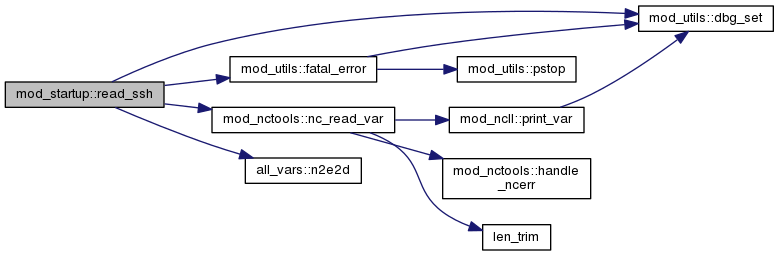 mod_startup::read_ssh
mod_utils::dbg_set
mod_utils::fatal_error
mod_utils::pstop
mod_nctools::nc_read_var
mod_ncll::print_var
all_vars::n2e2d
mod_nctools::handle
_ncerr
len_trim